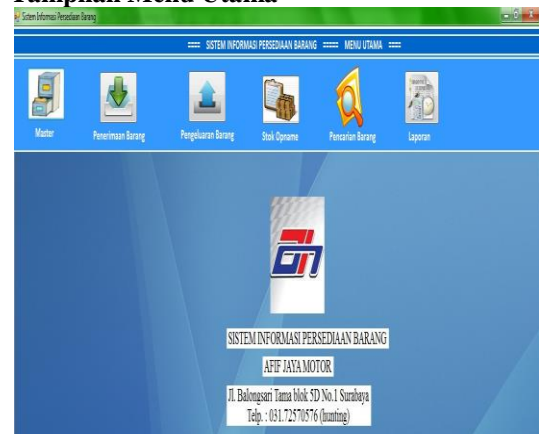 Tampilan Menu Utama
Sistem Informasi Persediaan Barang
==== SISTEM INFORMASI PERSEDIAAN BARANG ==== MENU UTAMA ====
Master Penerimaan Barang Pengeluaran Barang Stok Opname Pencarian Barang Laporan
SISTEM INFORMASI PERSEDIAAN BARANG
AFIF JAYA MOTOR
Jl. Balongsari Tama blok 5D No.1 Surabaya
Telp. : 031.72570576 (hunting)